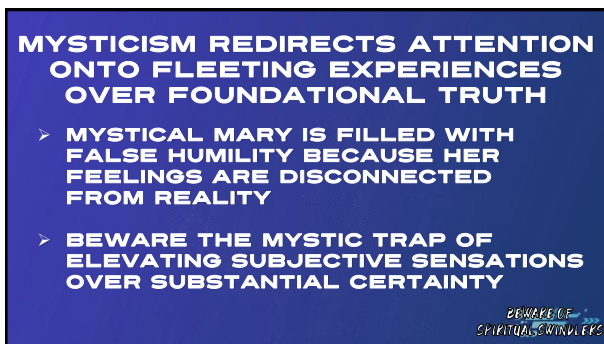 MYSTICISM REDIRECTS ATTENTION
ONTO FLEETING EXPERIENCES
OVER FOUNDATIONAL TRUTH
➢ MYSTICAL MARY IS FILLED WITH
FALSE HUMILITY BECAUSE HER
FEELINGS ARE DISCONNECTED
FROM REALITY
➢ BEWARE THE MYSTIC TRAP OF
ELEVATING SUBJECTIVE SENSATIONS
OVER SUBSTANTIAL CERTAINTY
BEWARE OF
SPIRITUAL SWINDLERS